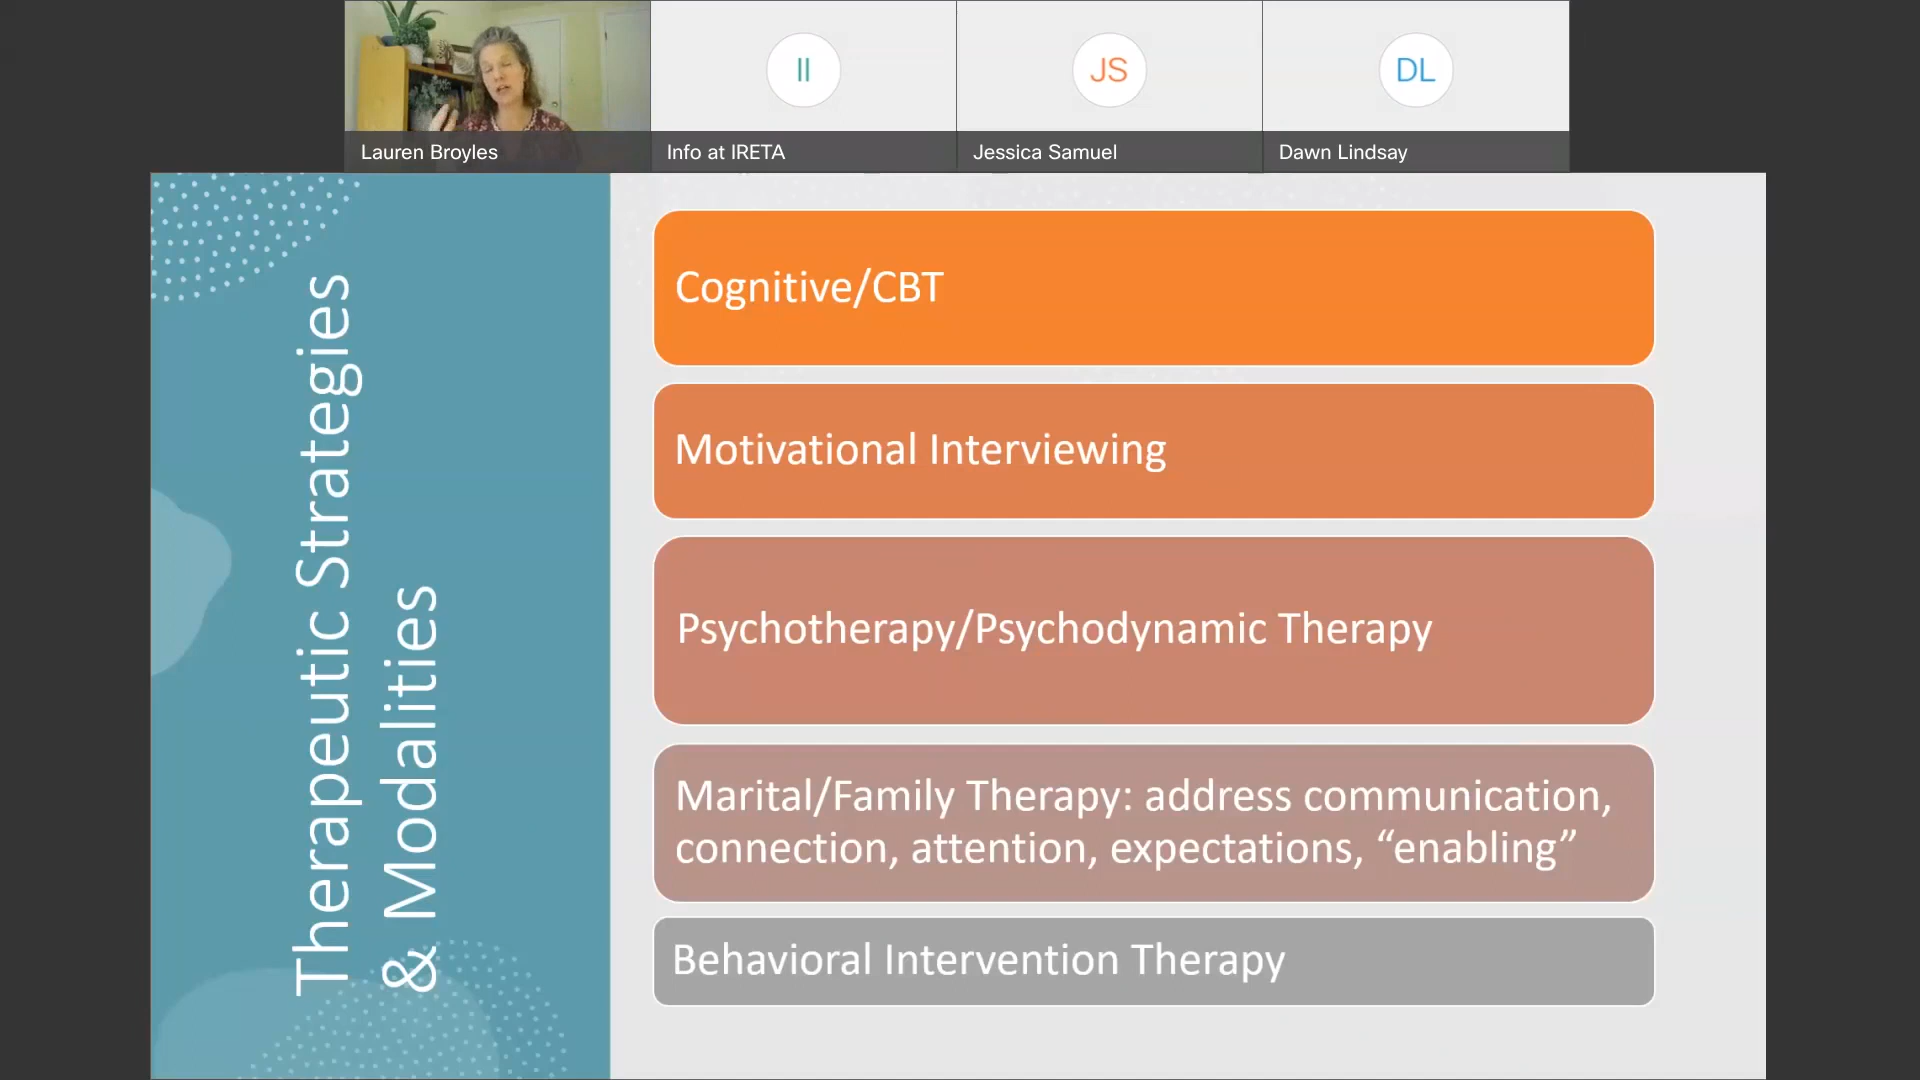 II
JS
DL
Lauren Broyles
Info at IRETA
Jessica Samuel
Dawn Lindsay
Therapeutic Strategies
& Modalities
Cognitive/CBT
Motivational Interviewing
Psychotherapy/Psychodynamic Therapy
Marital/Family Therapy: address communication,
connection, attention, expectations, “enabling”
Behavioral Intervention Therapy